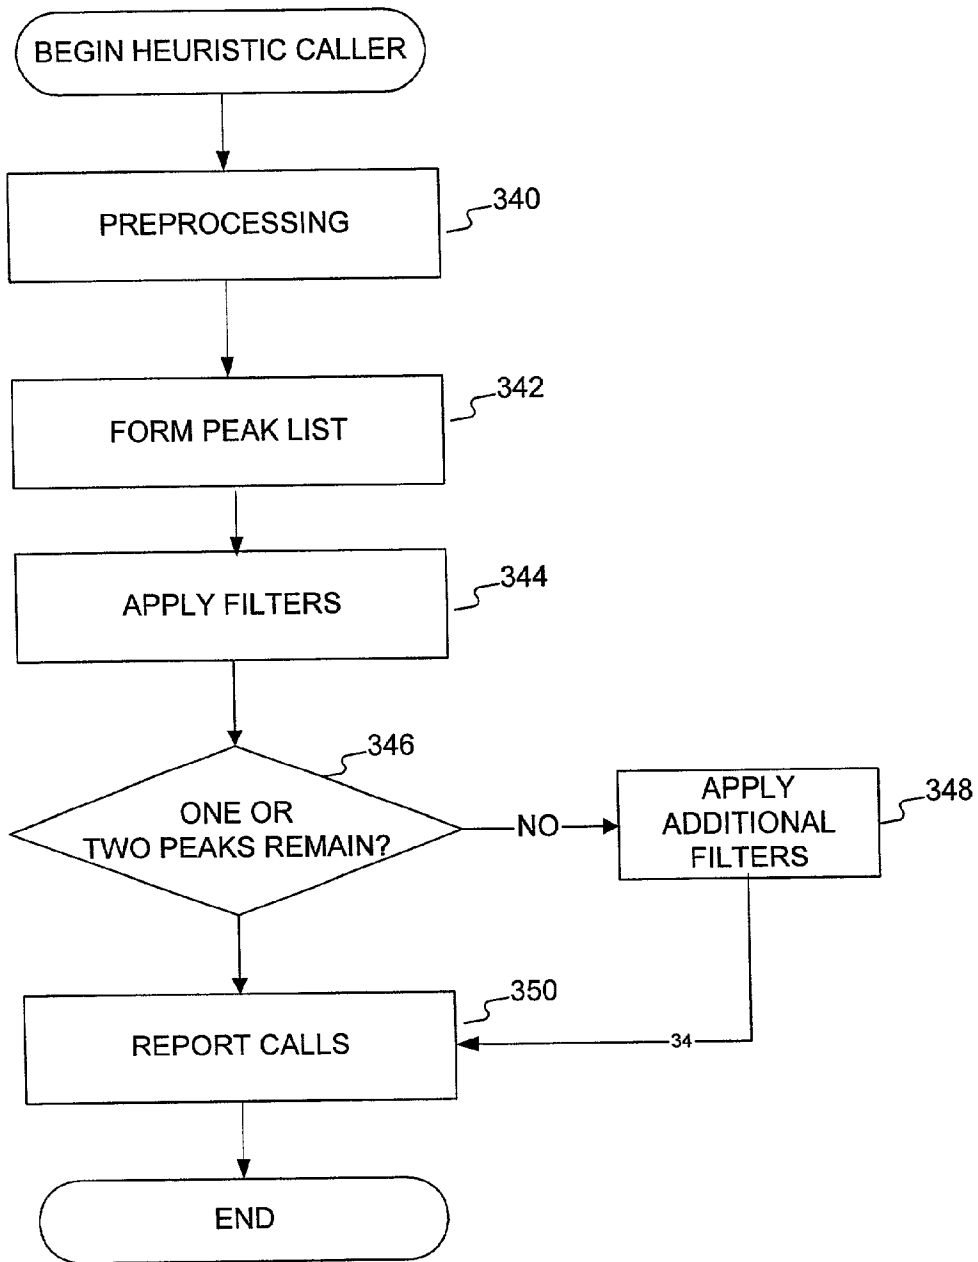 BEGIN HEURISTIC CALLER
PREPROCESSING
340
FORM PEAK LIST
342
APPLY FILTERS
344
346
ONE OR
TWO PEAKS REMAIN?
NO
APPLY
ADDITIONAL
FILTERS
348
350
REPORT CALLS
34
END